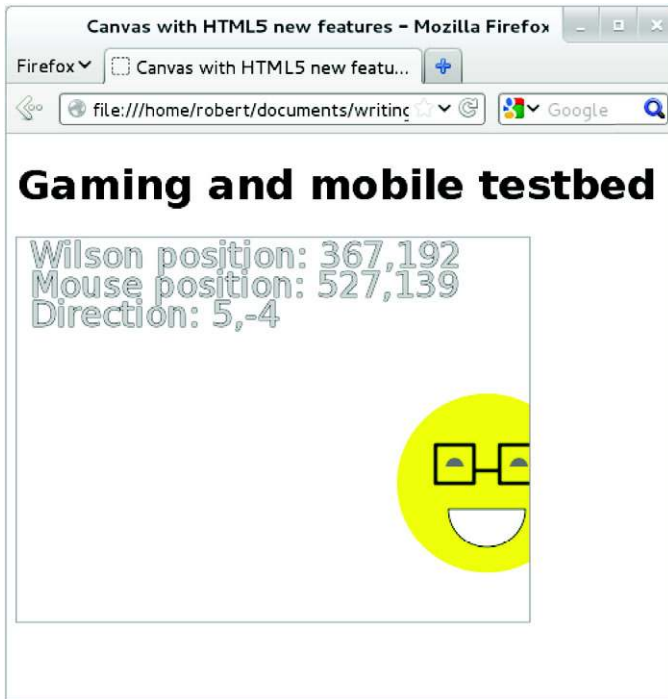 Canvas with HTML5 new features - Mozilla Firefox
Firefox
Canvas with HTML5 new featu...
file:///home/robert/documents/writing
Google
Gaming and mobile testbed
Wilson position: 367,192
Mouse position: 527,139
Direction: 5,-4